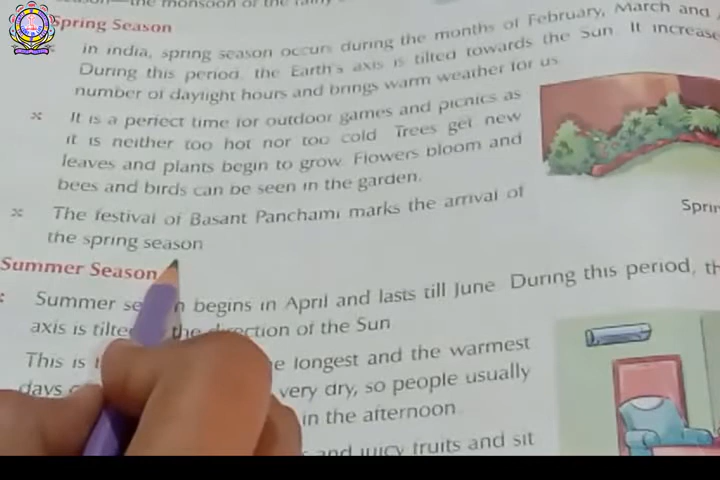 the monsoon or the rainy
Spring Season
In India, spring season occurs during the months of February, March and
During this period, the Earth's axis is tilted towards the Sun. It increase
number of daylight hours and brings warm weather for us
It is a perfect time for outdoor games and picnics as
it is neither too hot nor too cold. Trees get new
leaves and plants begin to grow. Flowers bloom and
bees and birds can be seen in the garden.
The festival of Basant Panchami marks the arrival of
the spring season
Sprin
Summer Season
Summer se n begins in April and lasts till June. During this period, th
axis is tilted the direction of the Sun
This is longest and the warmest
days very dry, so people usually
in the afternoon.
and juicy fruits and sit